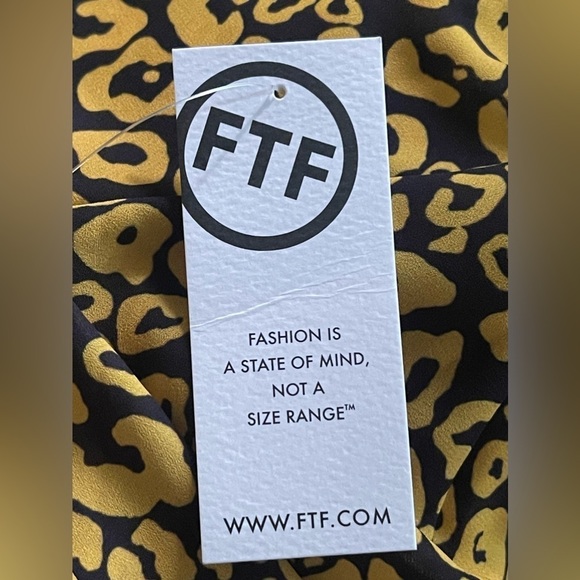 FTF
FASHION IS
A STATE OF MIND,
NOT A
SIZE RANGE™
WWW.FTF.COM